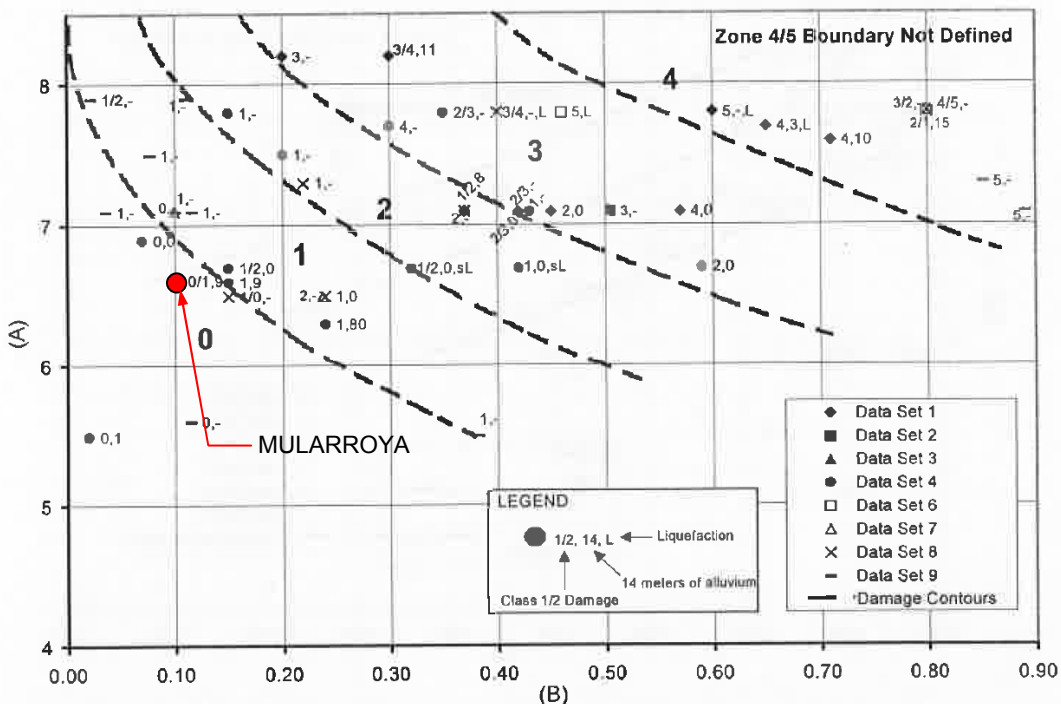 Zone 4/5 Boundary Not Defined
3,-
3/4,11
4
8
1/2,-
1,-
1,-
4,-
2/3,-
3/4,-,L
5,L
5,-,L
4,3,L
4,10
3/2,-
4/5,-
2/1,15
3
1,-
1,-
1,-
5,-
1/2,8
2/3,-
1,-
2
2,0
3,-
4,0
5,-
1,-
1,-
1,-
7
0,0
1/2,0
1,9
1
1/2,0,sL
1,0,sL
2,0
0/1,9
2,-
1,0
1,80
(A)
0
6
0,-
1,-
0,1
MULARROYA
5
LEGEND
1/2, 14, L
Liquefaction
14 meters of alluvium
Class 1/2 Damage
Data Set 1
Data Set 2
Data Set 3
Data Set 4
Data Set 6
Data Set 7
Data Set 8
Data Set 9
Damage Contours
4
0.00 0.10 0.20 0.30 0.40 0.50 0.60 0.70 0.80 0.90
(B)